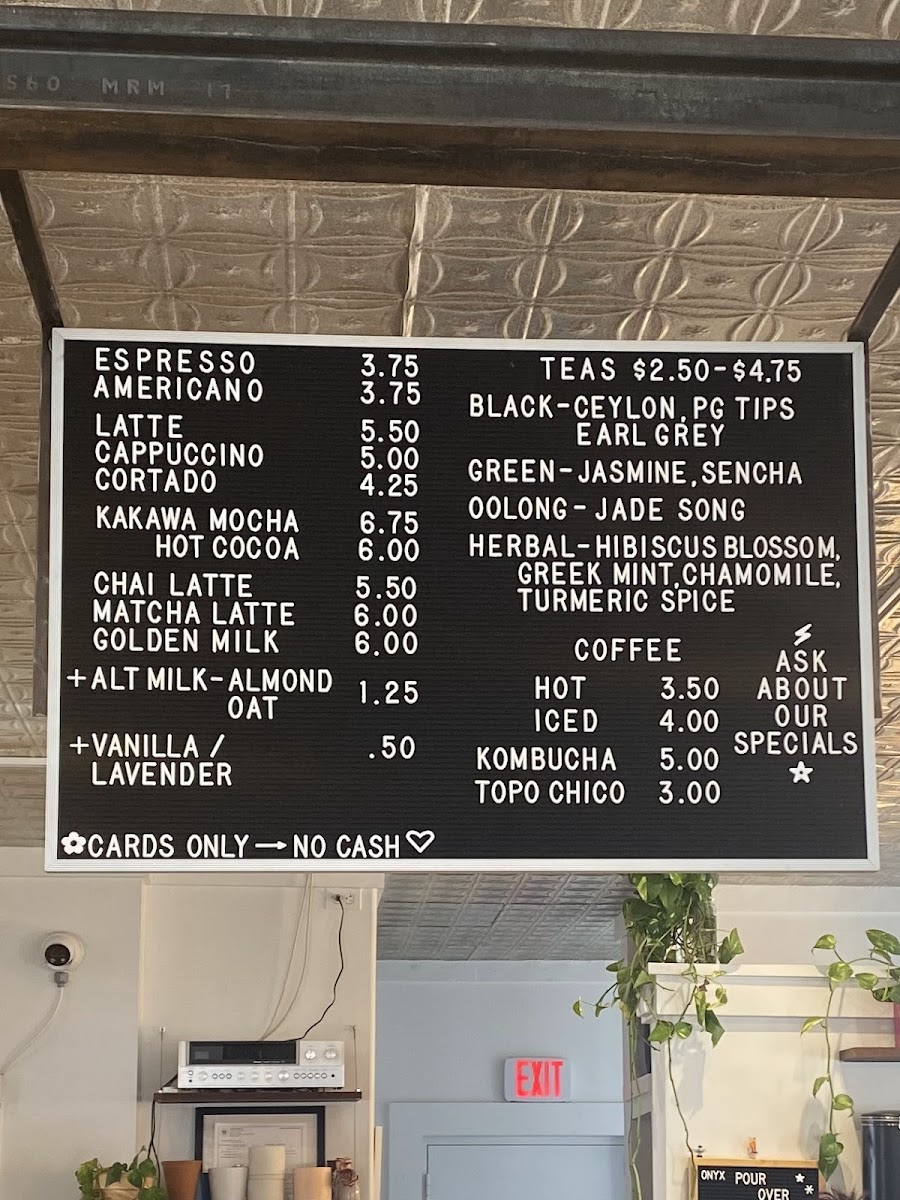 S60 MRM 17
ESPRESSO 3.75
AMERICANO 3.75
LATTE 5.50
CAPPUCCINO 5.00
CORTADO 4.25
KAKAWA MOCHA 6.75
HOT COCOA 6.00
CHAI LATTE 5.50
MATCHA LATTE 6.00
GOLDEN MILK 6.00
+ALT MILK-ALMOND 1.25
OAT
+VANILLA / .50
LAVENDER
CARDS ONLY → NO CASH♡
TEAS $2.50-$4.75
BLACK-CEYLON, PG TIPS
EARL GREY
GREEN-JASMINE, SENCHA
OOLONG-JADE SONG
HERBAL-HIBISCUS BLOSSOM,
GREEK MINT, CHAMOMILE,
TURMERIC SPICE
COFFEE
HOT 3.50
ICED 4.00
KOMBUCHA 5.00
TOPO CHICO 3.00
ASK
ABOUT
OUR
SPECIALS
EXIT
ONYX POUR
OVER